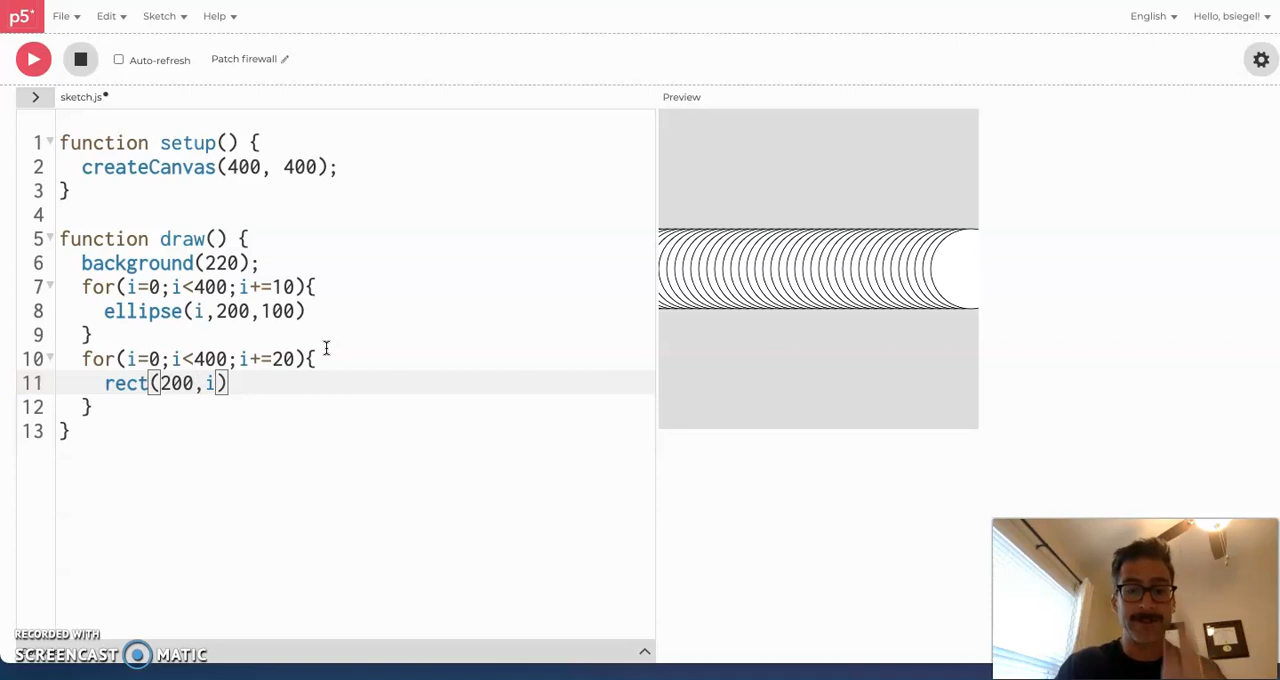 p5*
File Edit Sketch Help English Hello, bsiegel!
Auto-refresh Patch firewall
sketch.js
Preview
1 function setup() {
2 createCanvas(400, 400);
3 }
4
5 function draw() {
6 background(220);
7 for(i=0;i<400;i+=10){
8 ellipse(i,200,100)
9 }
10 for(i=0;i<400;i+=20){
11 rect(200,i)
12 }
13 }
RECORDED WITH
SCREENCAST MATIC